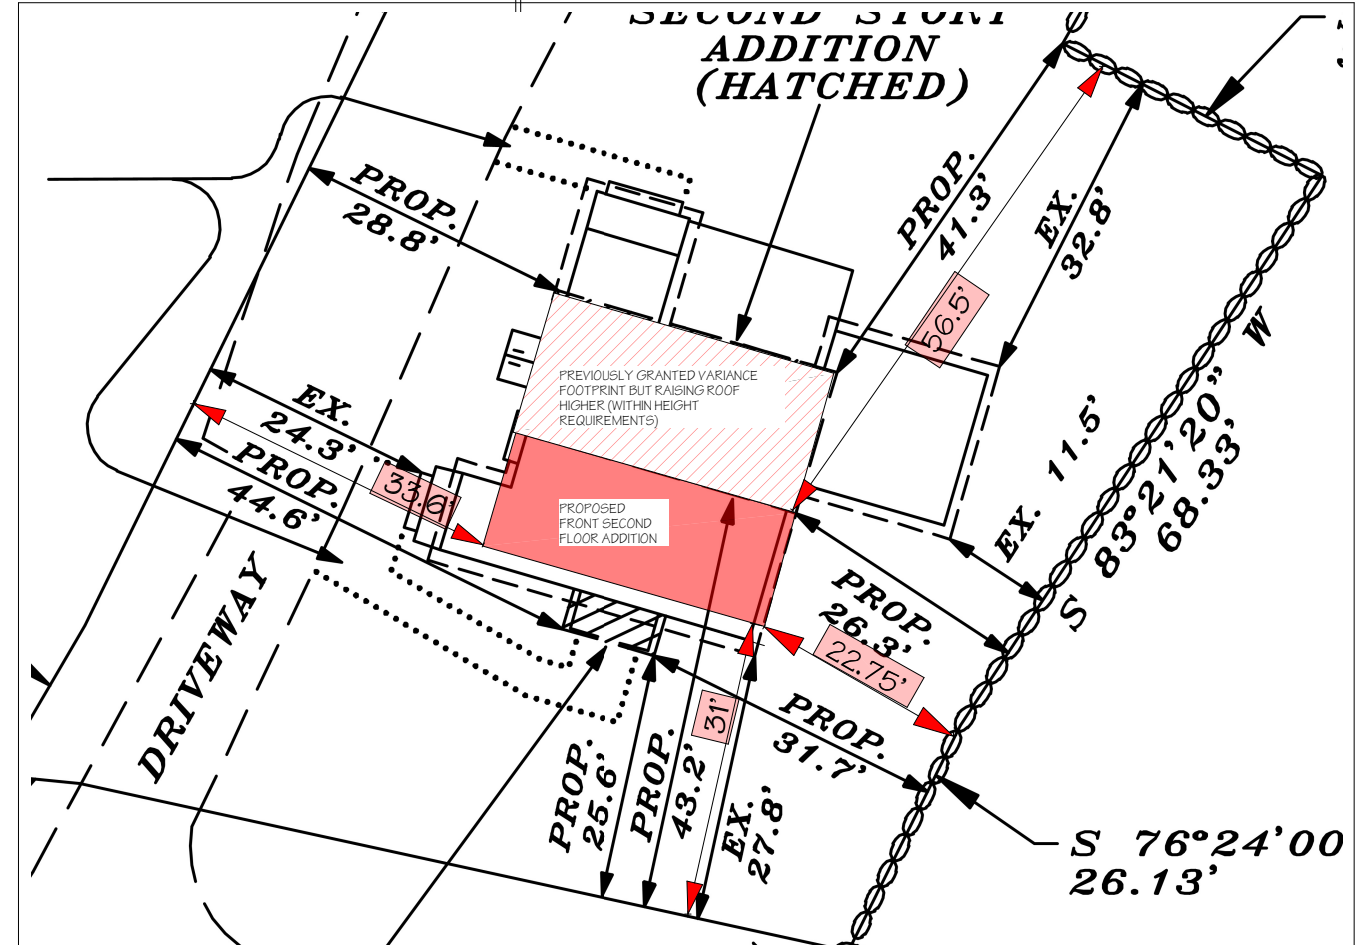 SECOND STORY
ADDITION
(HATCHED)
PROP.
28.8'
PROP.
41.3'
EX.
32.8'
56.5'
PREVIOUSLY GRANTED VARIANCE
FOOTPRINT BUT RAISING ROOF
HIGHER (WITHIN HEIGHT
REQUIREMENTS)
EX.
24.3'
PROP.
44.6'
PROPOSED
FRONT SECOND
FLOOR ADDITION
EX. 11.5'
S 83°21'20" W
68.33'
PROP.
26.3'
22.75'
DRIVEWAY
31'
PROP.
31.7'
PROP.
25.6'
PROP.
43.2'
EX.
27.8'
S 76°24'00
26.13'